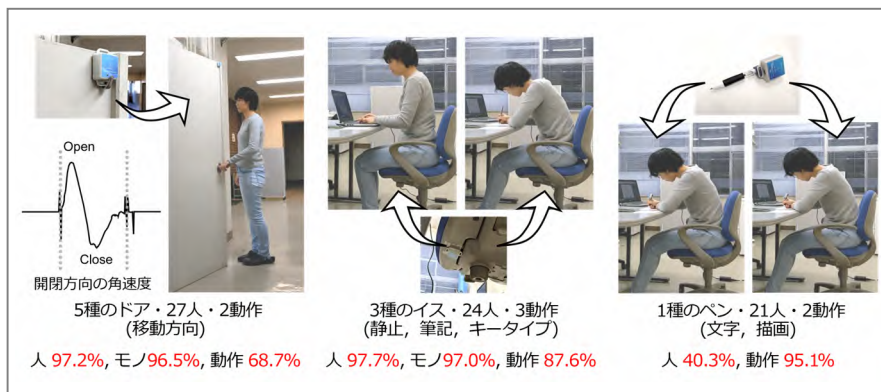 Open
Close
開閉方向の角速度
5種のドア・27人・2動作
(移動方向)
人 97.2%, モノ96.5%, 動作 68.7%
3種のイス・24人・3動作
(静止，筆記，キータイプ)
人 97.7%, モノ97.0%, 動作 87.6%
1種のペン・21人・2動作
(文字，描画)
人 40.3%, 動作 95.1%